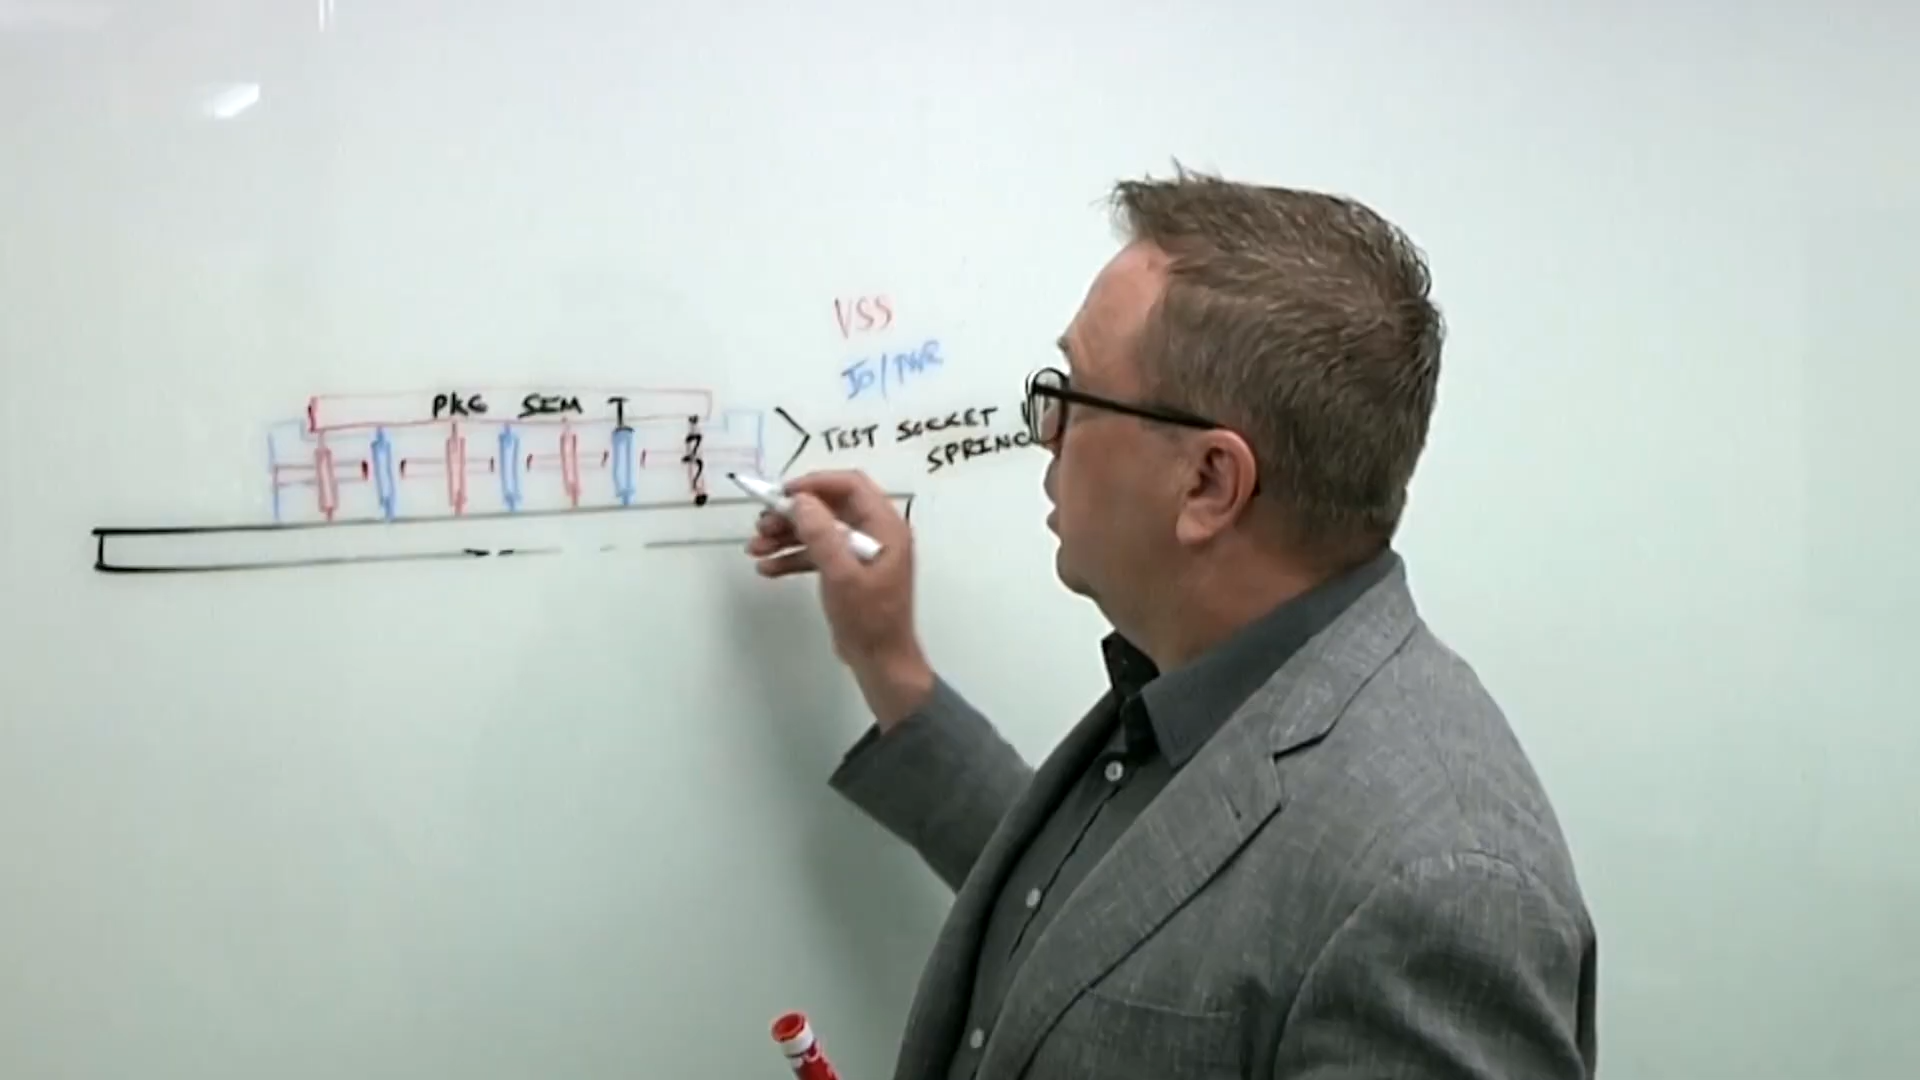 VSS
IO/PWR
PKG SEM I
TEST SOCKET
SPRING